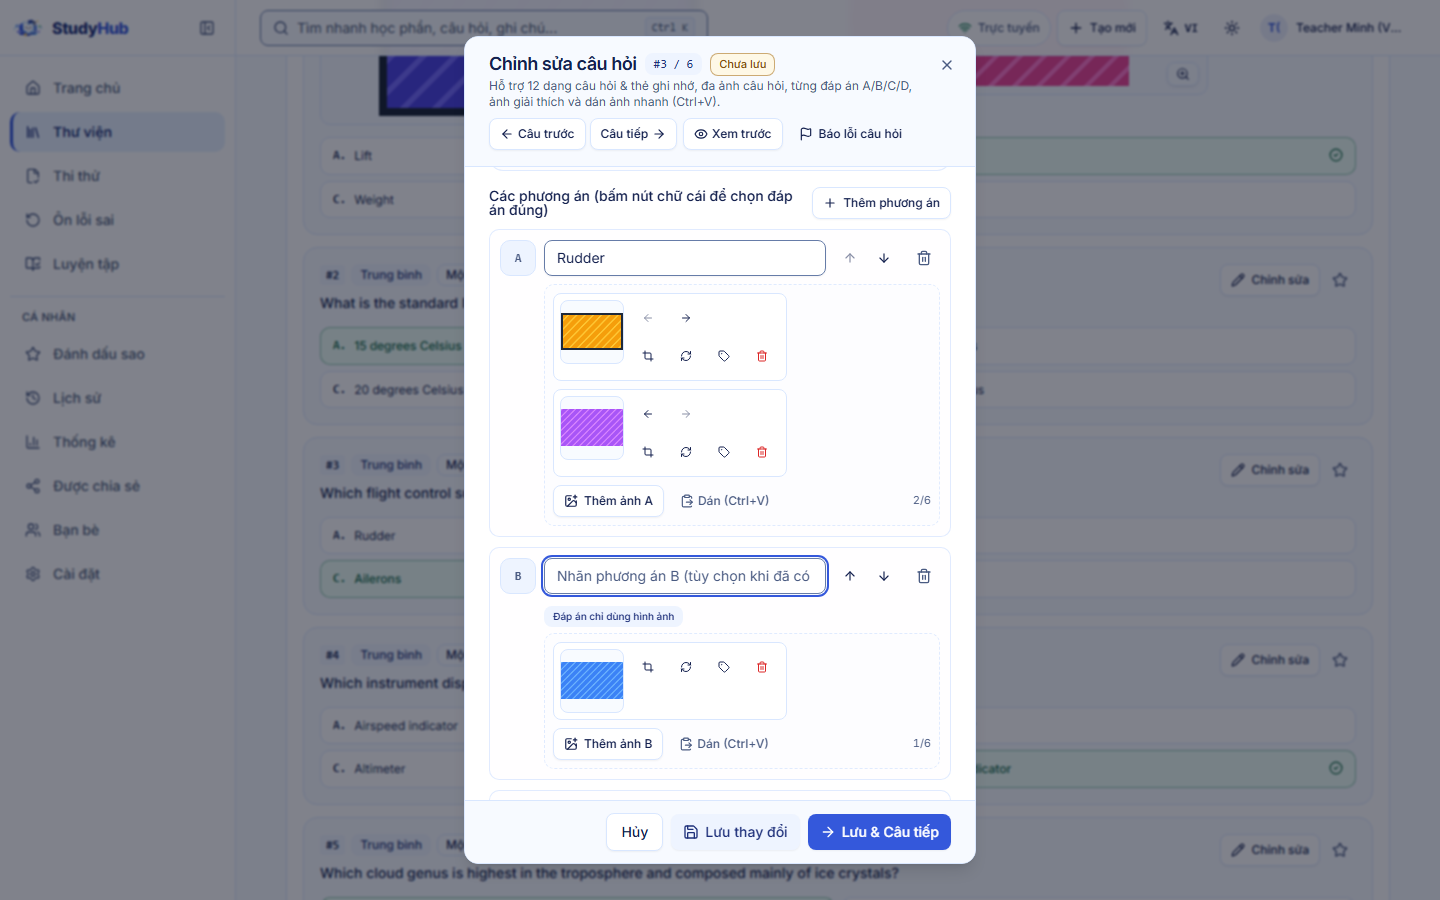 StudyHub
Tìm nhanh học phần, câu hỏi, ghi chú...
Ctrl K
Trực tuyến
Tạo mới
VI
T(
Teacher Minh (V...
Trang chủ
Thư viện
Thi thử
Ôn lỗi sai
Luyện tập
CÁ NHÂN
Đánh dấu sao
Lịch sử
Thống kê
Được chia sẻ
Bạn bè
Cài đặt
A. Lift
C. Weight
#2 Trung bình
Chỉnh sửa
What is the standard
A. 15 degrees Celsius
C. 20 degrees Celsius
#3 Trung bình
Chỉnh sửa
Which flight control
A. Rudder
C. Ailerons
#4 Trung bình
Chỉnh sửa
Which instrument
A. Airspeed indicator
C. Altimeter
#5 Trung bình
Chỉnh sửa
Which cloud genus is highest in the troposphere and composed mainly of ice crystals?
Chỉnh sửa câu hỏi
#3 / 6
Chưa lưu
Hỗ trợ 12 dạng câu hỏi & thẻ ghi nhớ, đa ảnh câu hỏi, từng đáp án A/B/C/D,
ảnh giải thích và dán ảnh nhanh (Ctrl+V).
Câu trước
Câu tiếp
Xem trước
Báo lỗi câu hỏi
Các phương án (bấm nút chữ cái để chọn đáp
án đúng)
Thêm phương án
A
Rudder
Thêm ảnh A
Dán (Ctrl+V)
2/6
B
Nhãn phương án B (tùy chọn khi đã có
Đáp án chỉ dùng hình ảnh
Thêm ảnh B
Dán (Ctrl+V)
1/6
Hủy
Lưu thay đổi
Lưu & Câu tiếp